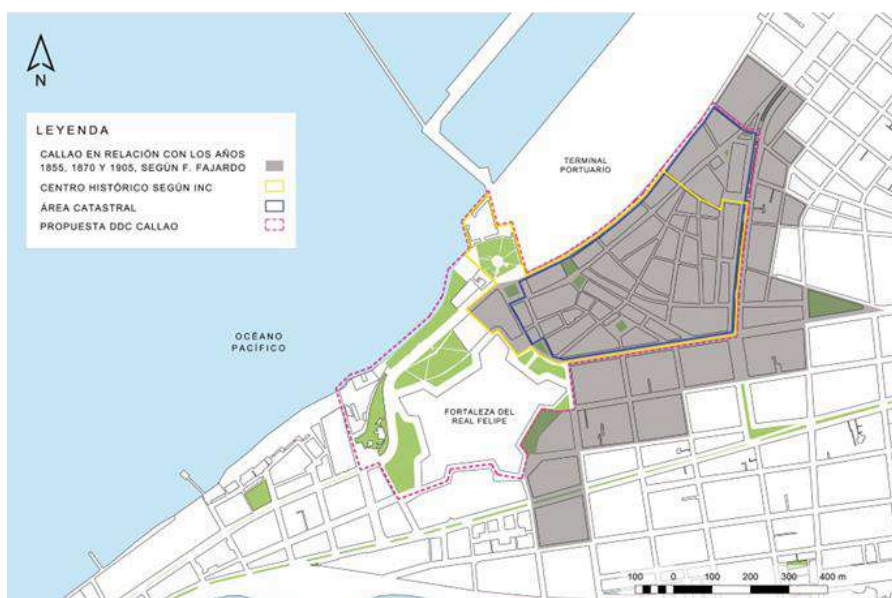 N
LEYENDA
CALLAO EN RELACIÓN CON LOS AÑOS
1855, 1870 Y 1905, SEGÚN F. FAJARDO
CENTRO HISTÓRICO SEGÚN INC
ÁREA CATASTRAL
PROPUESTA DDC CALLAO
TERMINAL
PORTUARIO
OCÉANO
PACÍFICO
FORTALEZA DEL
REAL FELIPE
100 0 100 200 300 400 m